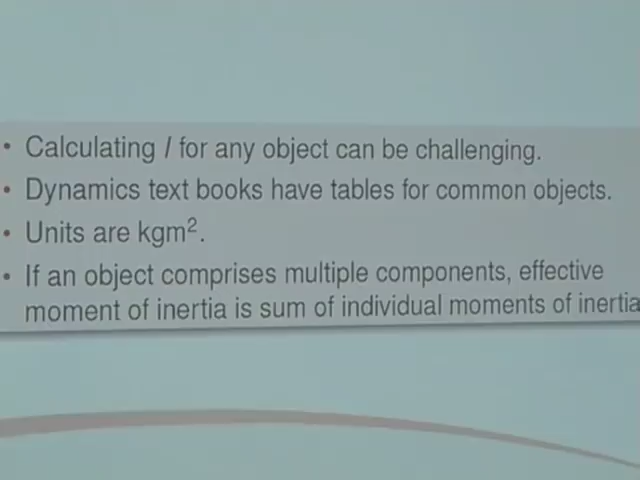 • Calculating I for any object can be challenging.
• Dynamics text books have tables for common objects.
• Units are kgm².
• If an object comprises multiple components, effective
moment of inertia is sum of individual moments of inertia